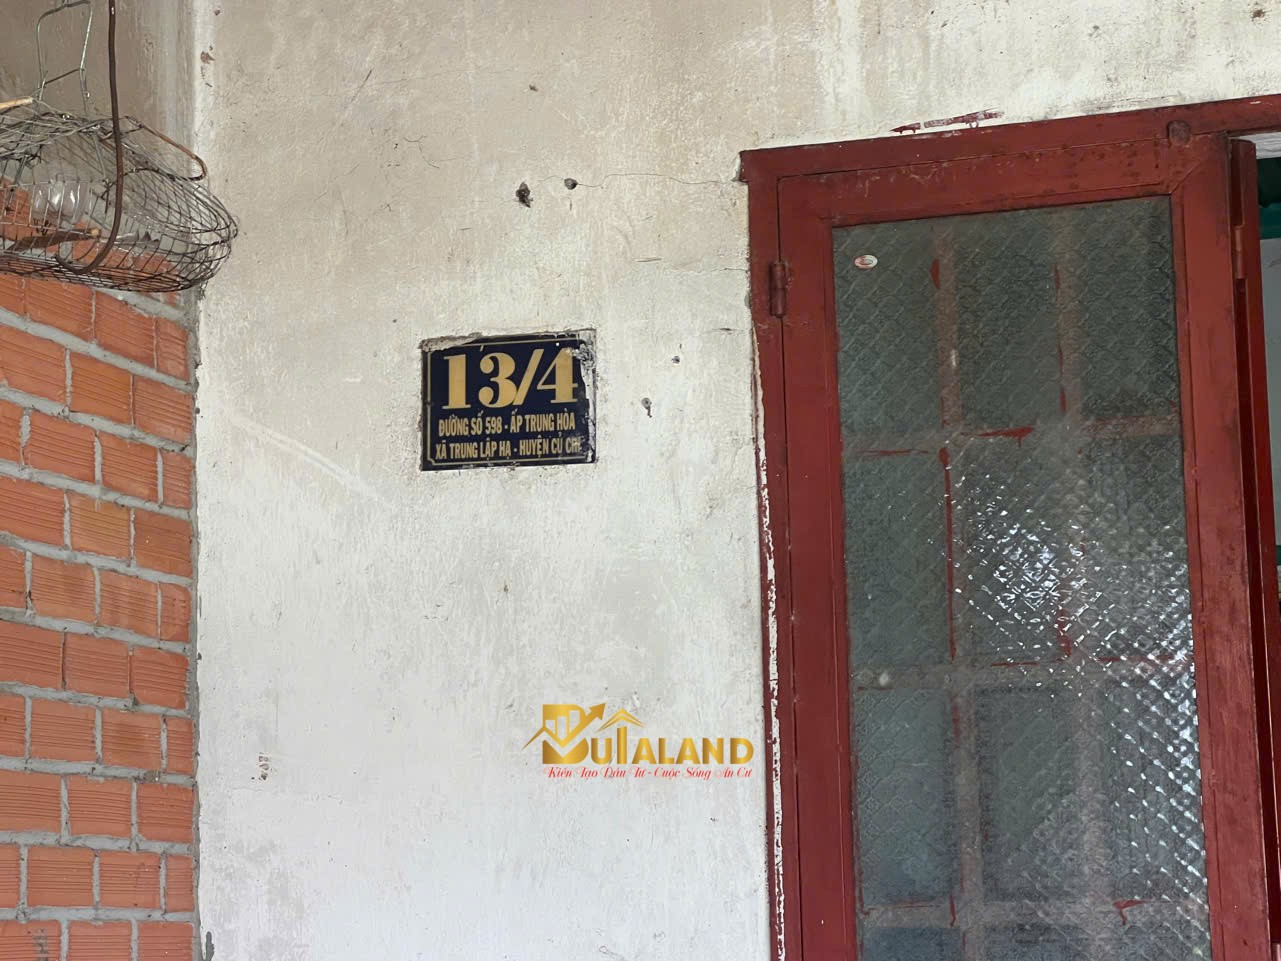 13/4
ĐƯỜNG SỐ 598 - ẤP TRUNG HÒA
XÃ TRUNG LẬP HẠ - HUYỆN CỦ CHI
BUTALAND
Kiến Tạo Đầu Tư - Cuộc Sống An Cư